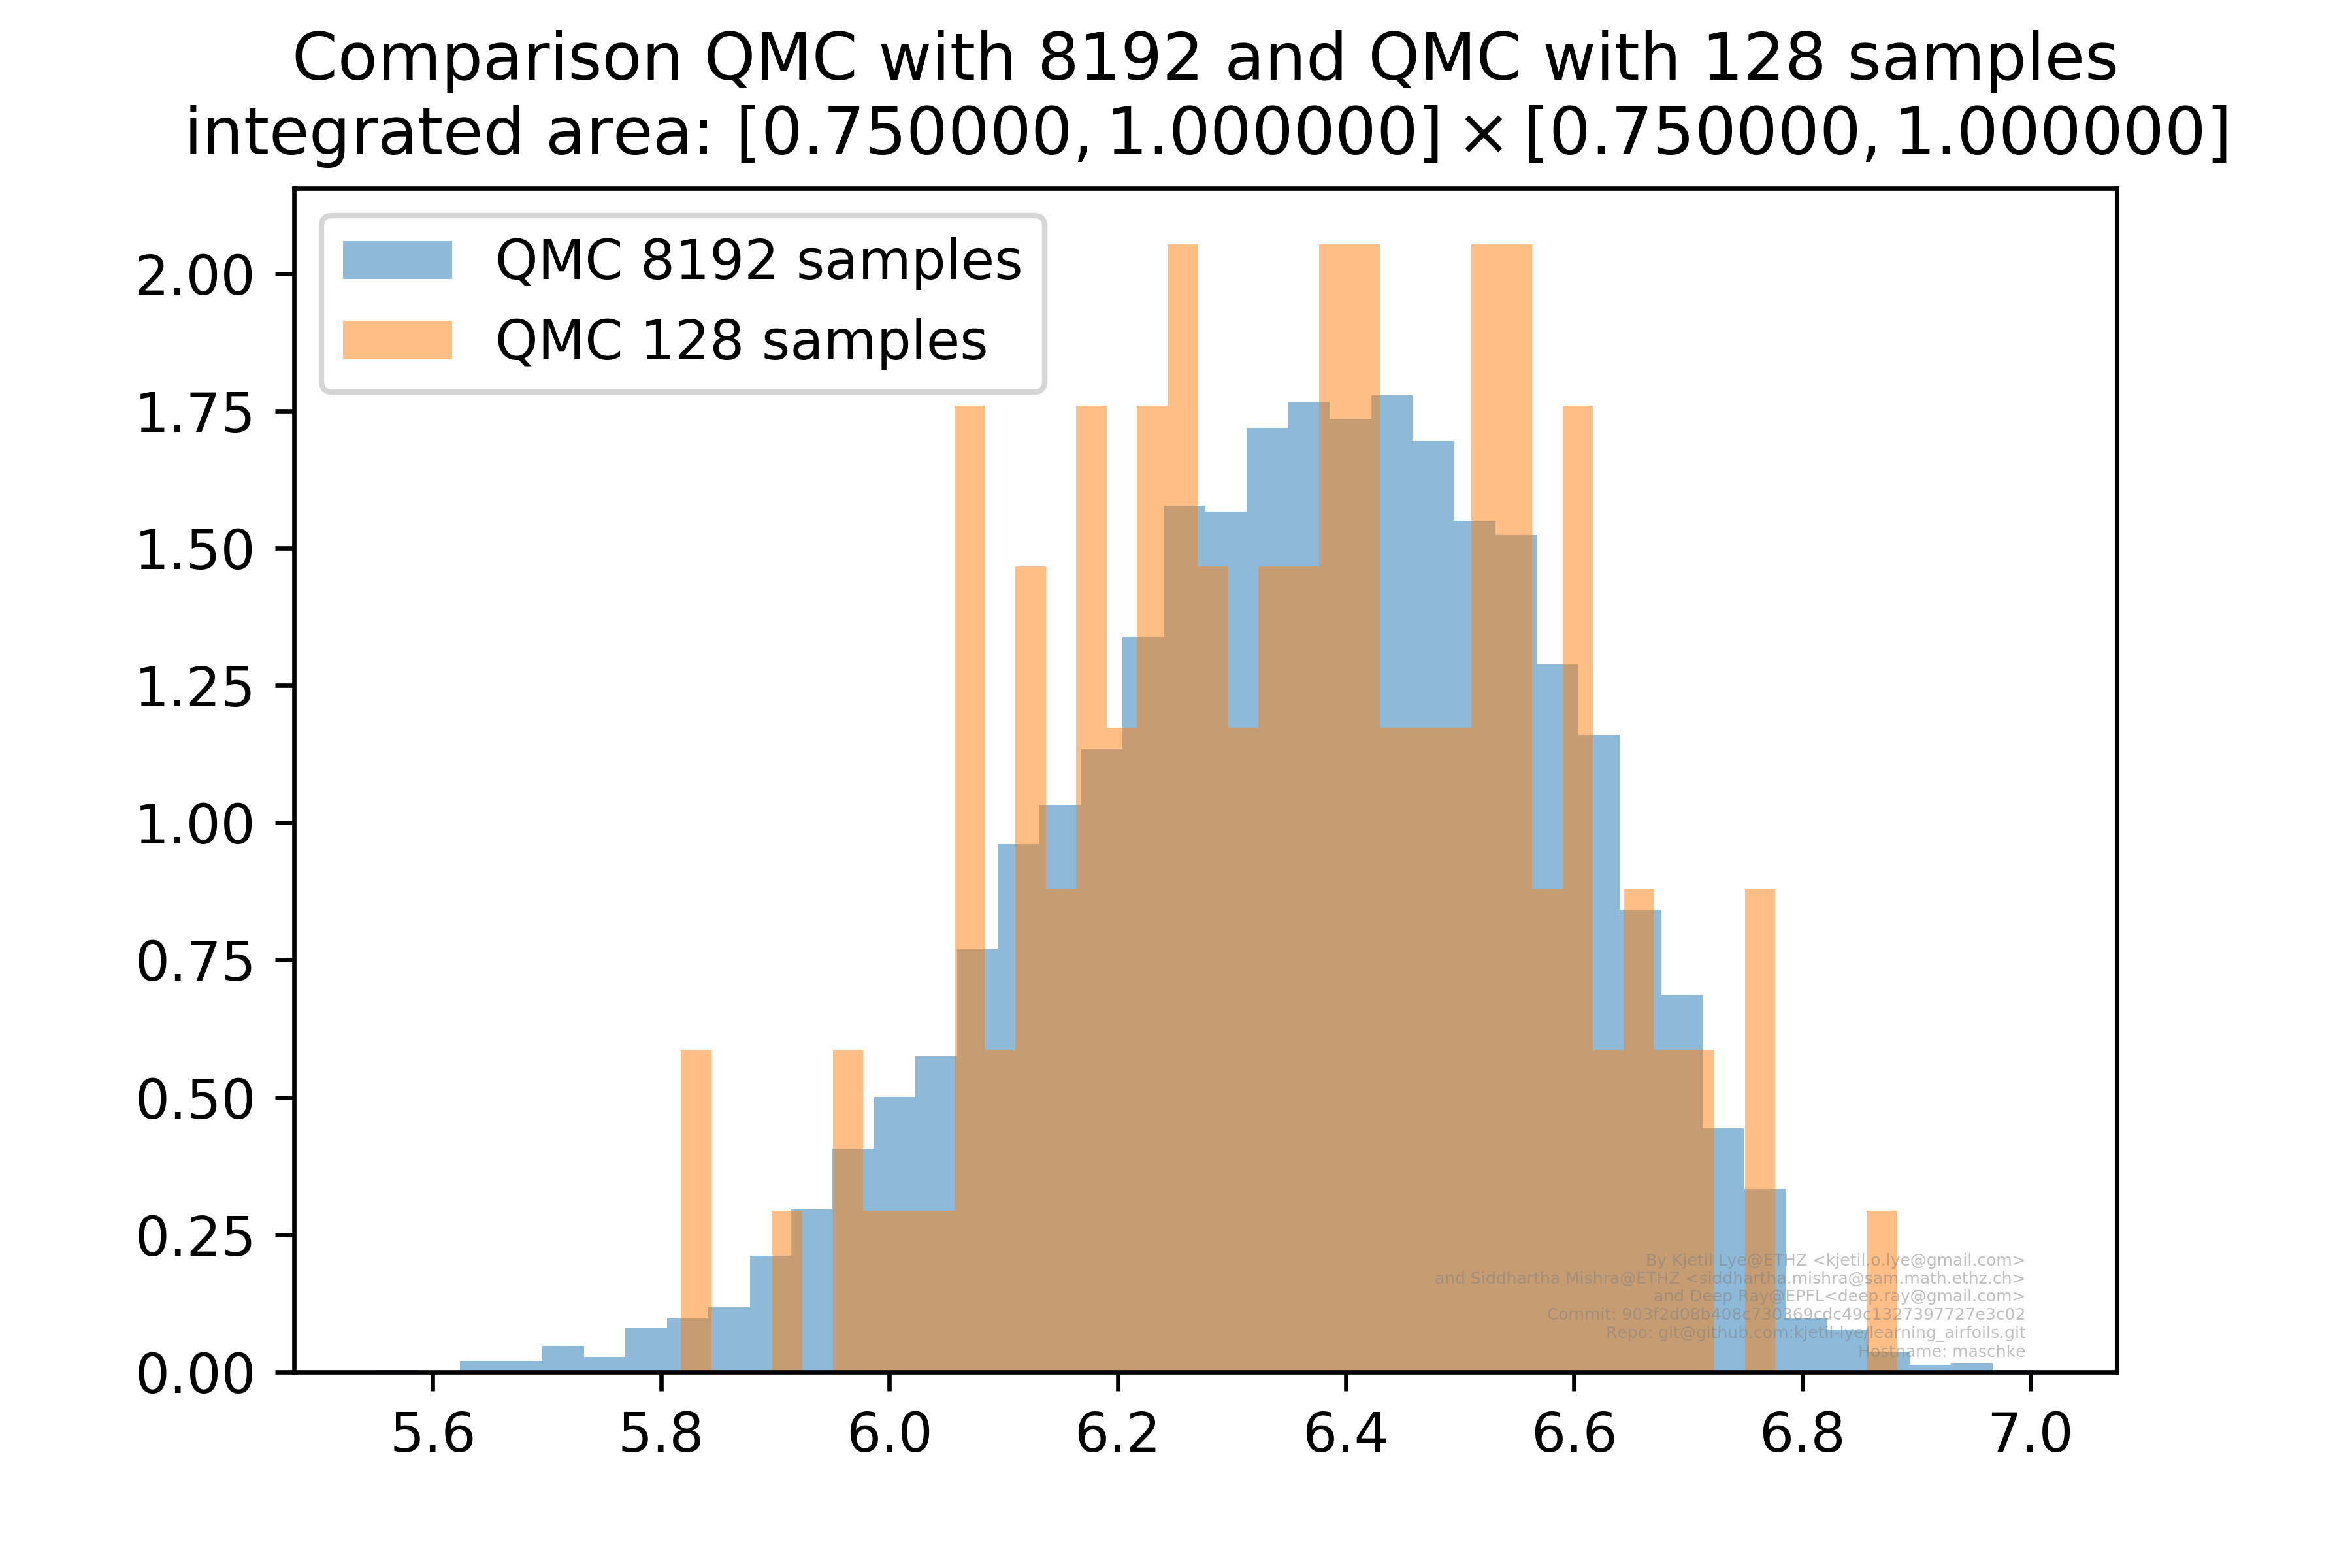 Comparison QMC with 8192 and QMC with 128 samples
integrated area: [0.750000, 1.000000] × [0.750000, 1.000000]
QMC 8192 samples
QMC 128 samples
2.00
1.75
1.50
1.25
1.00
0.75
0.50
0.25
0.00
By Kjetil Lye@ETHZ <kjetil.o.lye@gmail.com>
and Siddhartha Mishra@ETHZ <siddhartha.mishra@sam.math.ethz.ch>
and Deep Ray@EPFL<deep.ray@gmail.com>
Commit: 903f2d08b408c730369cdc49c1327397727e3c02
Repo: git@github.com:kjetil-lye/learning_airfoils.git
Hostname: maschke
5.6 5.8 6.0 6.2 6.4 6.6 6.8 7.0